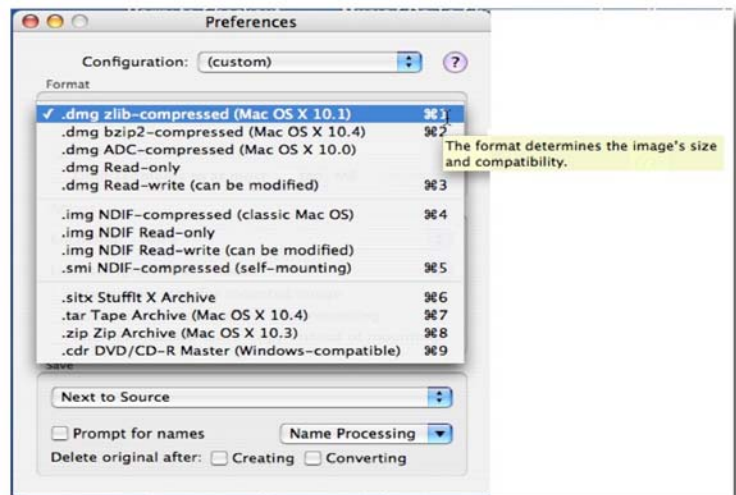 Preferences
Configuration: (custom) ?
Format
✓ .dmg zlib-compressed (Mac OS X 10.1) ⌘1
.dmg bzip2-compressed (Mac OS X 10.4) ⌘2
The format determines the image's size
and compatibility.
.dmg ADC-compressed (Mac OS X 10.0)
.dmg Read-only
.dmg Read-write (can be modified) ⌘3
.img NDIF-compressed (classic Mac OS) ⌘4
.img NDIF Read-only
.img NDIF Read-write (can be modified)
.smi NDIF-compressed (self-mounting) ⌘5
.sitx StuffIt X Archive ⌘6
.tar Tape Archive (Mac OS X 10.4) ⌘7
.zip Zip Archive (Mac OS X 10.3) ⌘8
.cdr DVD/CD-R Master (Windows-compatible) ⌘9
Save
Next to Source
Prompt for names Name Processing
Delete original after: Creating Converting